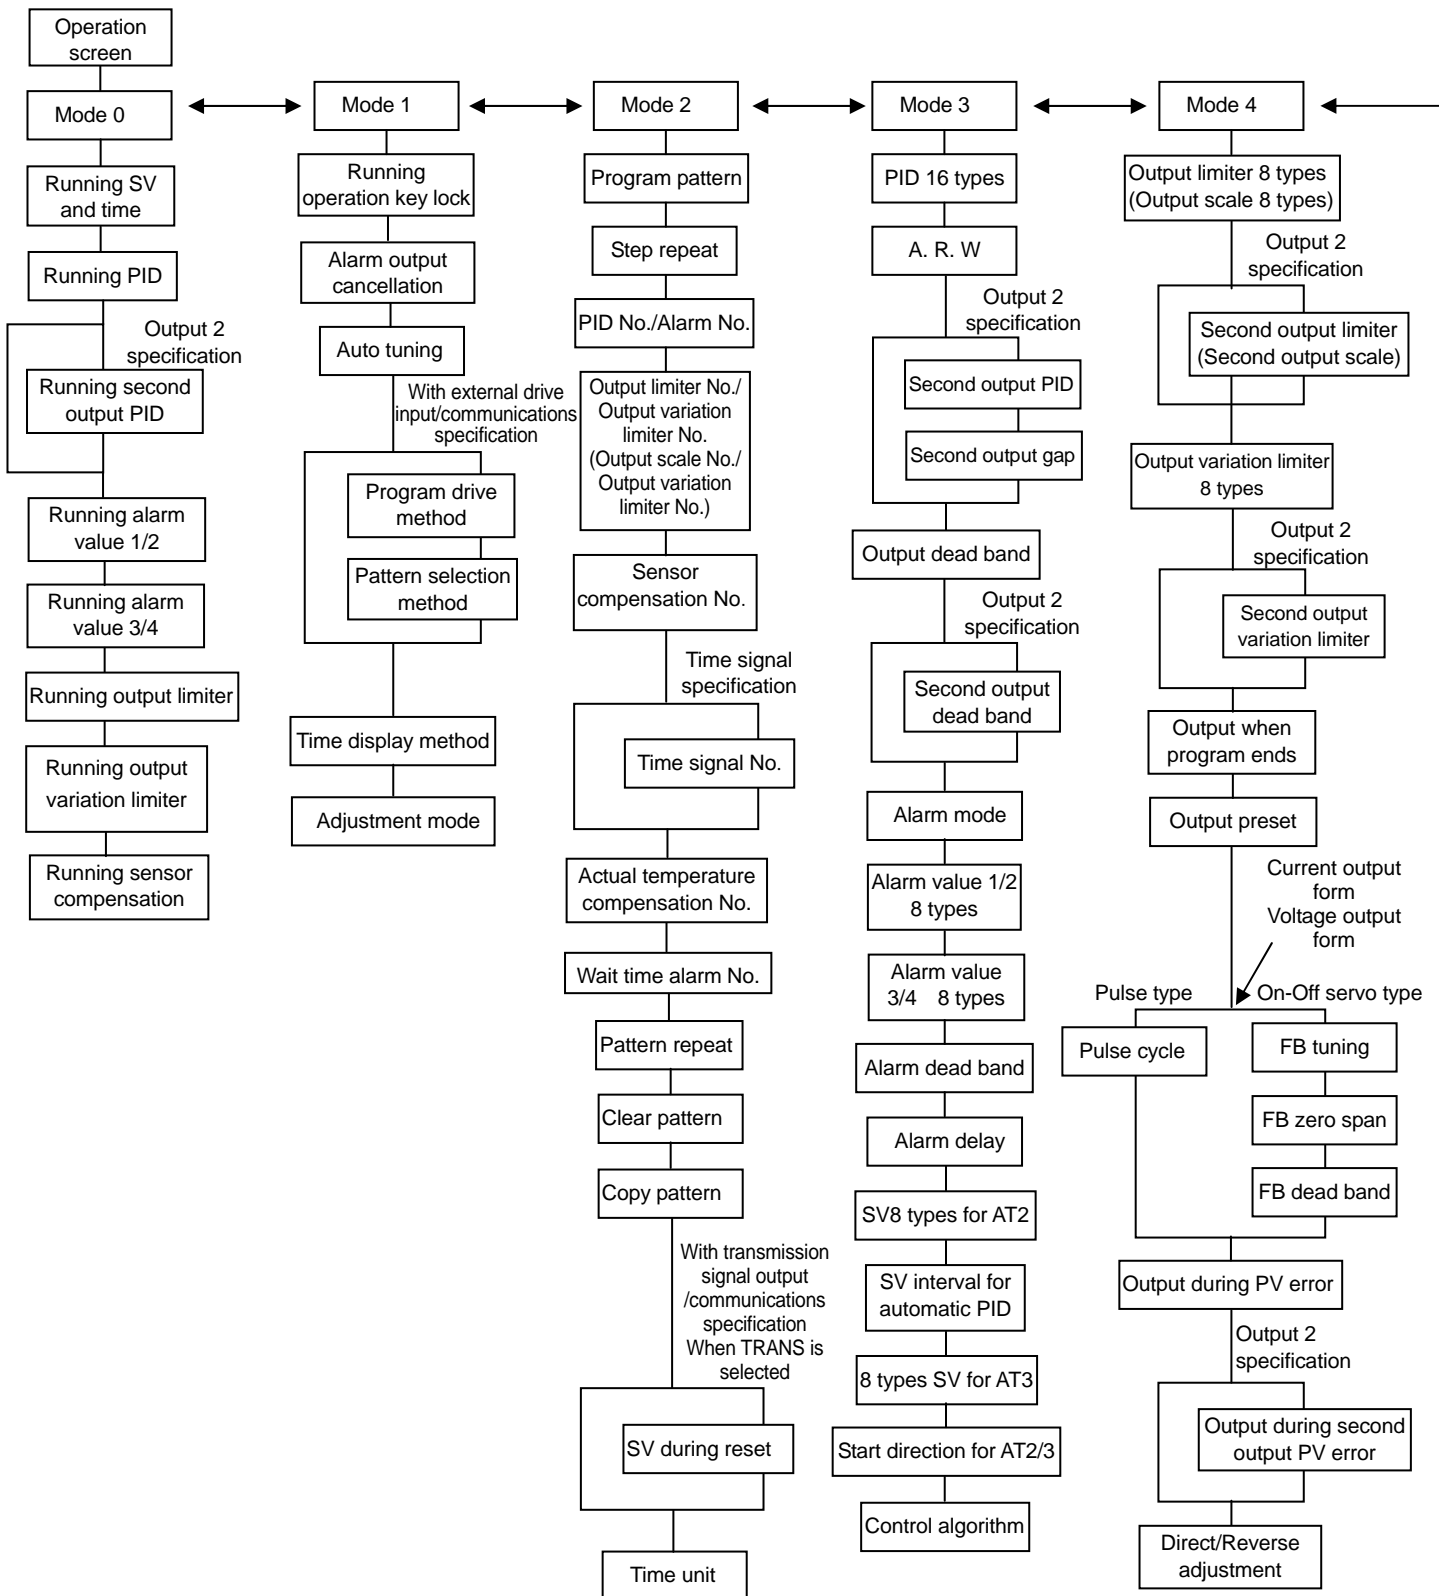 Operation
screen
Mode 0
Running SV
and time
Running PID
Output 2
specification
Running second
output PID
Running alarm
value 1/2
Running alarm
value 3/4
Running output limiter
Running output
variation limiter
Running sensor
compensation
Mode 1
Running
operation key lock
Alarm output
cancellation
Auto tuning
With external drive
input/communications
specification
Program drive
method
Pattern selection
method
Time display method
Adjustment mode
Mode 2
Program pattern
Step repeat
PID No./Alarm No.
Output limiter No./
Output variation
limiter No.
(Output scale No./
Output variation
limiter No.)
Sensor
compensation No.
Time signal
specification
Time signal No.
Actual temperature
compensation No.
Wait time alarm No.
Pattern repeat
Clear pattern
Copy pattern
With transmission
signal output
/communications
specification
When TRANS is
selected
SV during reset
Time unit
Mode 3
PID 16 types
A. R. W
Output 2
specification
Second output PID
Second output gap
Output dead band
Output 2
specification
Second output
dead band
Alarm mode
Alarm value 1/2
8 types
Alarm value
3/4 8 types
Alarm dead band
Alarm delay
SV8 types for AT2
SV interval for
automatic PID
8 types SV for AT3
Start direction for AT2/3
Control algorithm
Mode 4
Output limiter 8 types
(Output scale 8 types)
Output 2
specification
Second output limiter
(Second output scale)
Output variation limiter
8 types
Output 2
specification
Second output
variation limiter
Output when
program ends
Output preset
Current output
form
Voltage output
form
Pulse type
On-Off servo type
Pulse cycle
FB tuning
FB zero span
FB dead band
Output during PV error
Output 2
specification
Output during second
output PV error
Direct/Reverse
adjustment